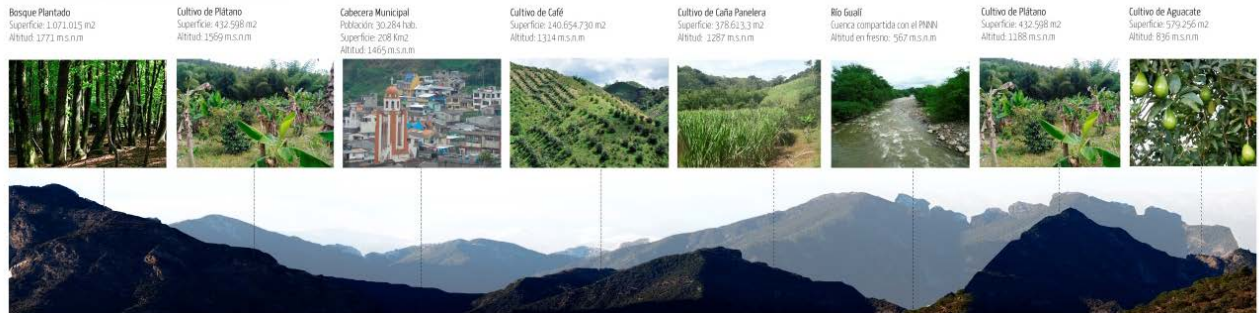 Bosque Plantado
Superficie: 1.071.015 m2
Altitud: 1771 m.s.n.m
Cultivo de Plátano
Superficie: 432.598 m2
Altitud: 1569 m.s.n.m
Cabecera Municipal
Población: 30.284 hab.
Superficie: 208 Km2
Altitud: 1465 m.s.n.m
Cultivo de Café
Superficie: 140.654.730 m2
Altitud: 1314 m.s.n.m
Cultivo de Caña Panelera
Superficie: 378.613,3 m2
Altitud: 1287 m.s.n.m
Río Gualí
Cuenca compartida con el PNNN
Altitud en fresno: 567 m.s.n.m
Cultivo de Plátano
Superficie: 432.598 m2
Altitud: 1188 m.s.n.m
Cultivo de Aguacate
Superficie: 579.256 m2
Altitud: 836 m.s.n.m